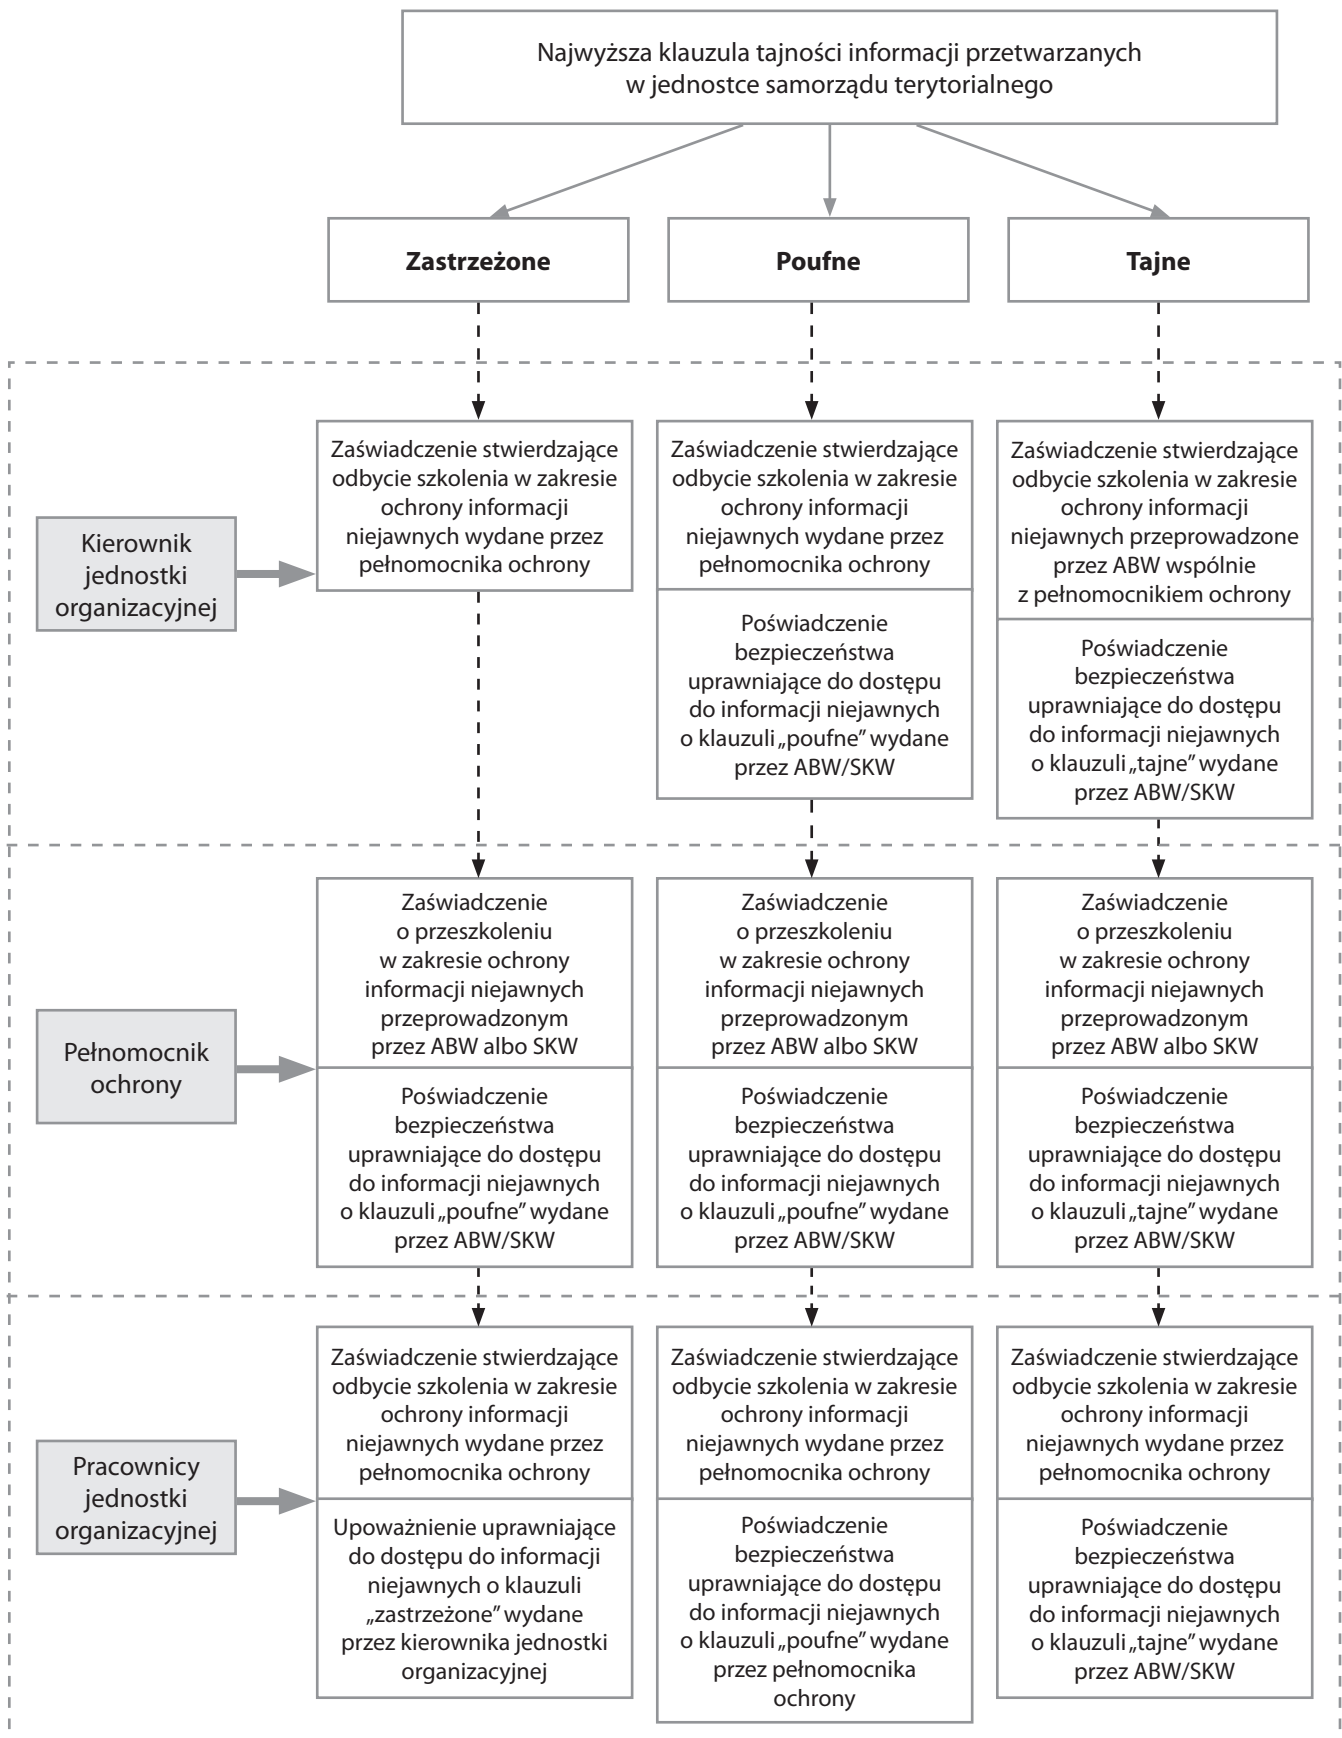 Najwyższa klauzula tajności informacji przetwarzanych
w jednostce samorządu terytorialnego
Zastrzeżone
Poufne
Tajne
Kierownik
jednostki
organizacyjnej
Zaświadczenie stwierdzające
odbycie szkolenia w zakresie
ochrony informacji
niejawnych wydane przez
pełnomocnika ochrony
Zaświadczenie stwierdzające
odbycie szkolenia w zakresie
ochrony informacji
niejawnych wydane przez
pełnomocnika ochrony
Poświadczenie
bezpieczeństwa
uprawniające do dostępu
do informacji niejawnych
o klauzuli „poufne” wydane
przez ABW/SKW
Zaświadczenie stwierdzające
odbycie szkolenia w zakresie
ochrony informacji
niejawnych przeprowadzone
przez ABW wspólnie
z pełnomocnikiem ochrony
Poświadczenie
bezpieczeństwa
uprawniające do dostępu
do informacji niejawnych
o klauzuli „tajne” wydane
przez ABW/SKW
Pełnomocnik
ochrony
Zaświadczenie
o przeszkoleniu
w zakresie ochrony
informacji niejawnych
przeprowadzonym
przez ABW albo SKW
Poświadczenie
bezpieczeństwa
uprawniające do dostępu
do informacji niejawnych
o klauzuli „poufne” wydane
przez ABW/SKW
Zaświadczenie
o przeszkoleniu
w zakresie ochrony
informacji niejawnych
przeprowadzonym
przez ABW albo SKW
Poświadczenie
bezpieczeństwa
uprawniające do dostępu
do informacji niejawnych
o klauzuli „poufne” wydane
przez ABW/SKW
Zaświadczenie
o przeszkoleniu
w zakresie ochrony
informacji niejawnych
przeprowadzonym
przez ABW albo SKW
Poświadczenie
bezpieczeństwa
uprawniające do dostępu
do informacji niejawnych
o klauzuli „tajne” wydane
przez ABW/SKW
Pracownicy
jednostki
organizacyjnej
Zaświadczenie stwierdzające
odbycie szkolenia w zakresie
ochrony informacji
niejawnych wydane przez
pełnomocnika ochrony
Upoważnienie uprawniające
do dostępu do informacji
niejawnych o klauzuli
„zastrzeżone” wydane
przez kierownika jednostki
organizacyjnej
Zaświadczenie stwierdzające
odbycie szkolenia w zakresie
ochrony informacji
niejawnych wydane przez
pełnomocnika ochrony
Poświadczenie
bezpieczeństwa
uprawniające do dostępu
do informacji niejawnych
o klauzuli „poufne” wydane
przez pełnomocnika
ochrony
Zaświadczenie stwierdzające
odbycie szkolenia w zakresie
ochrony informacji
niejawnych wydane przez
pełnomocnika ochrony
Poświadczenie
bezpieczeństwa
uprawniające do dostępu
do informacji niejawnych
o klauzuli „tajne” wydane
przez ABW/SKW